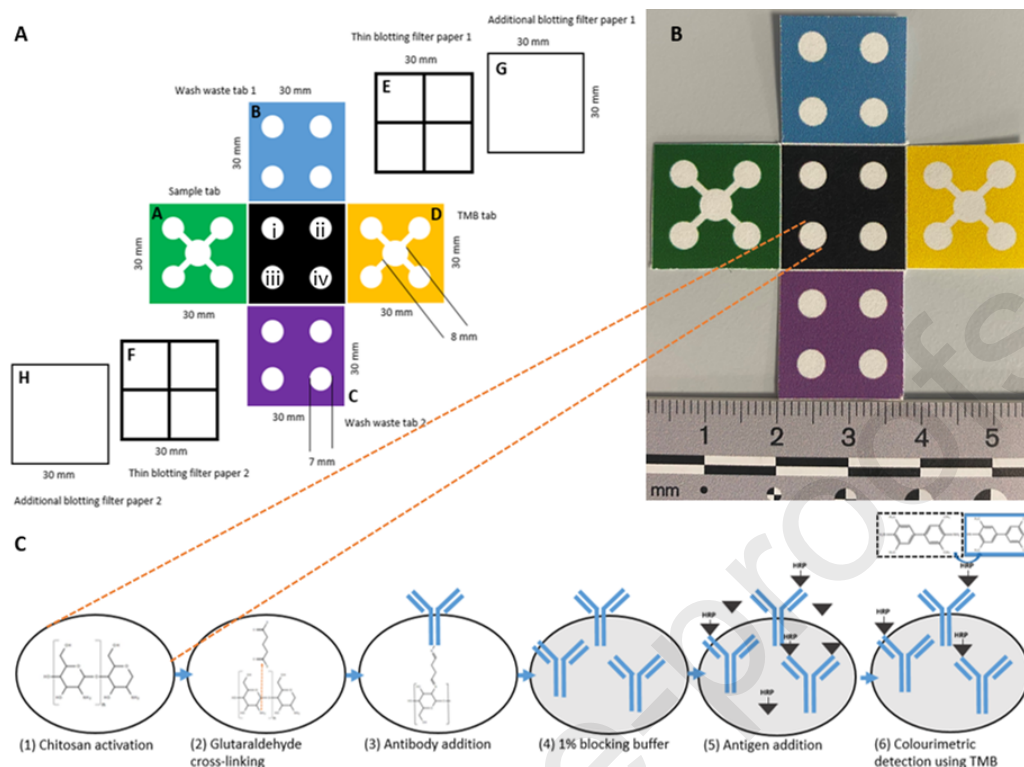 A
Thin blotting filter paper 1
30 mm
E
Additional blotting filter paper 1
30 mm
G
30 mm
Wash waste tab 1
30 mm
B
30 mm
Sample tab
A
30 mm
30 mm
i
ii
iii
iv
D
TMB tab
30 mm
30 mm
8 mm
30 mm
C
30 mm
7 mm
Wash waste tab 2
F
30 mm
Thin blotting filter paper 2
H
30 mm
Additional blotting filter paper 2
B
1 2 3 4 5
mm
C
HRP
HRP
HRP
HRP
HRP
HRP
HRP
(1) Chitosan activation
(2) Glutaraldehyde
cross-linking
(3) Antibody addition
(4) 1% blocking buffer
(5) Antigen addition
(6) Colourimetric
detection using TMB
e-proofs